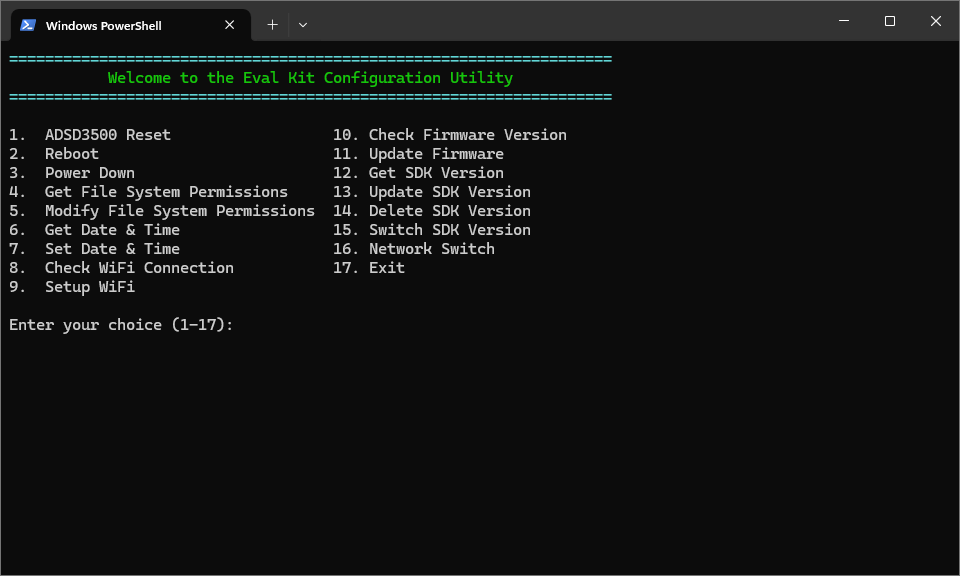 Windows PowerShell
===================================================================
Welcome to the Eval Kit Configuration Utility
===================================================================
1. ADSD3500 Reset 10. Check Firmware Version
2. Reboot 11. Update Firmware
3. Power Down 12. Get SDK Version
4. Get File System Permissions 13. Update SDK Version
5. Modify File System Permissions 14. Delete SDK Version
6. Get Date & Time 15. Switch SDK Version
7. Set Date & Time 16. Network Switch
8. Check WiFi Connection 17. Exit
9. Setup WiFi
Enter your choice (1-17):